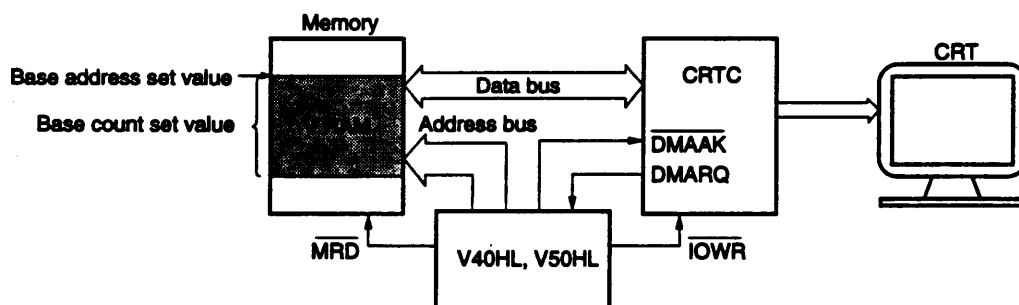 Memory
CRT
Base address set value
CRTC
Data bus
Base count set value
Address bus
DMAAK
DMARQ
MRD
V40HL, V50HL
IOWR